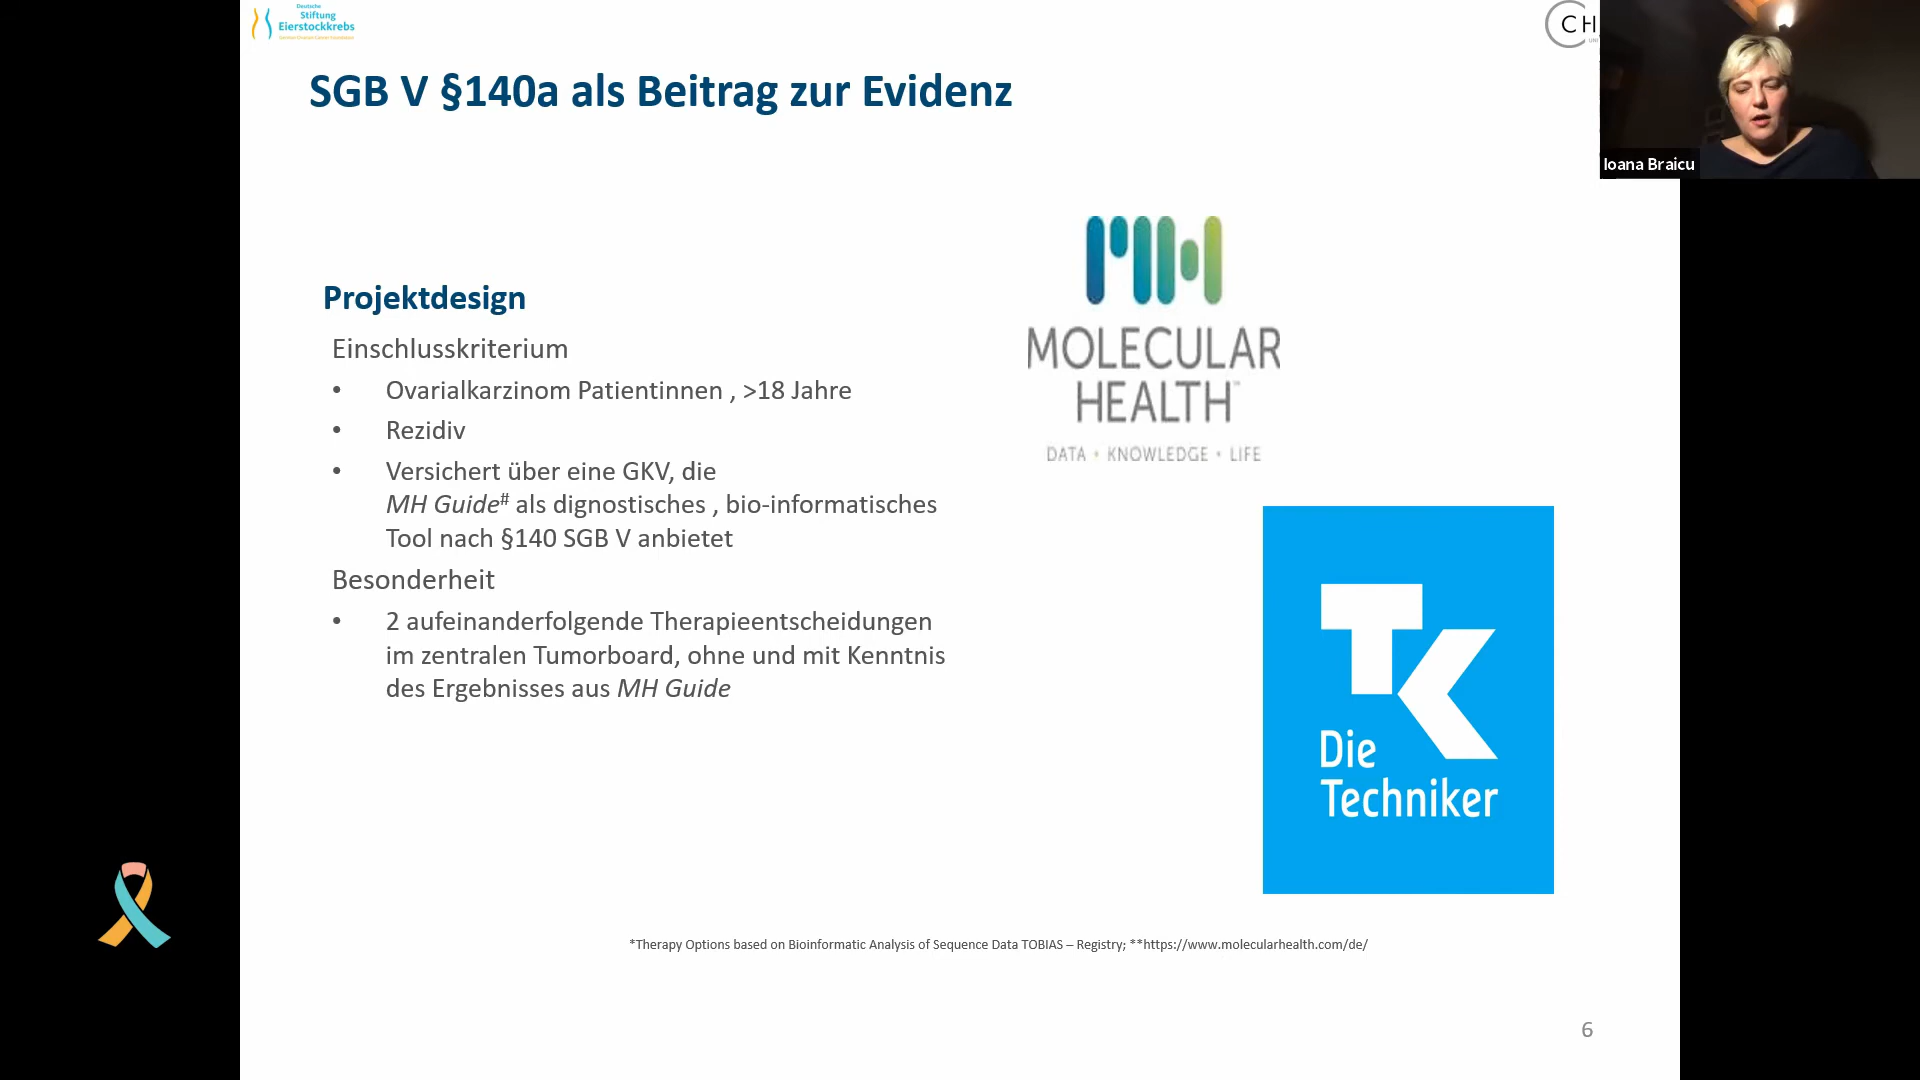 Deutsche
Stiftung
Eierstockkrebs
CH
Ioana Braicu
SGB V §140a als Beitrag zur Evidenz
Projektdesign
Einschlusskriterium
• Ovarialkarzinom Patientinnen , >18 Jahre
• Rezidiv
• Versichert über eine GKV, die
MH Guide# als dignostisches , bio-informatisches
Tool nach §140 SGB V anbietet
Besonderheit
• 2 aufeinanderfolgende Therapieentscheidungen
im zentralen Tumorboard, ohne und mit Kenntnis
des Ergebnisses aus MH Guide
MOLECULAR
HEALTH™
DATA • KNOWLEDGE • LIFE
TK
Die
Techniker
*Therapy Options based on Bioinformatic Analysis of Sequence Data TOBIAS – Registry; **https://www.molecularhealth.com/de/
6